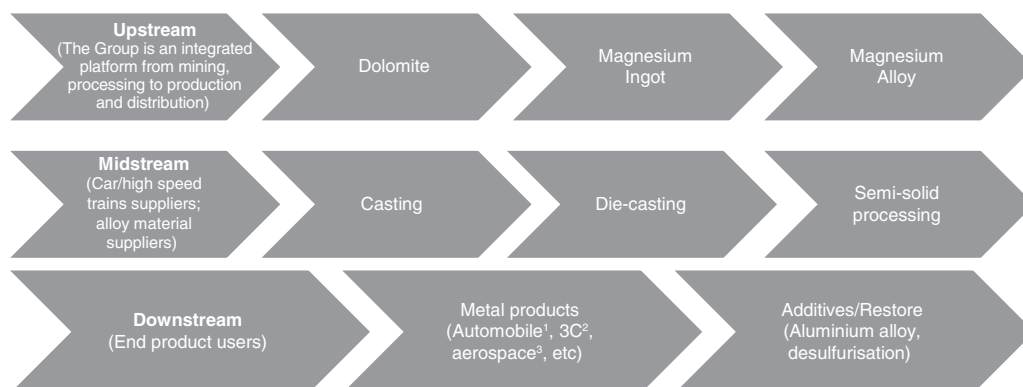 Upstream
(The Group is an integrated
platform from mining,
processing to production
and distribution)
Dolomite
Magnesium
Ingot
Magnesium
Alloy
Midstream
(Car/high speed
trains suppliers;
alloy material
suppliers)
Casting
Die-casting
Semi-solid
processing
Downstream
(End product users)
Metal products
(Automobile¹, 3C²,
aerospace³, etc)
Additives/Restore
(Aluminium alloy,
desulfurisation)